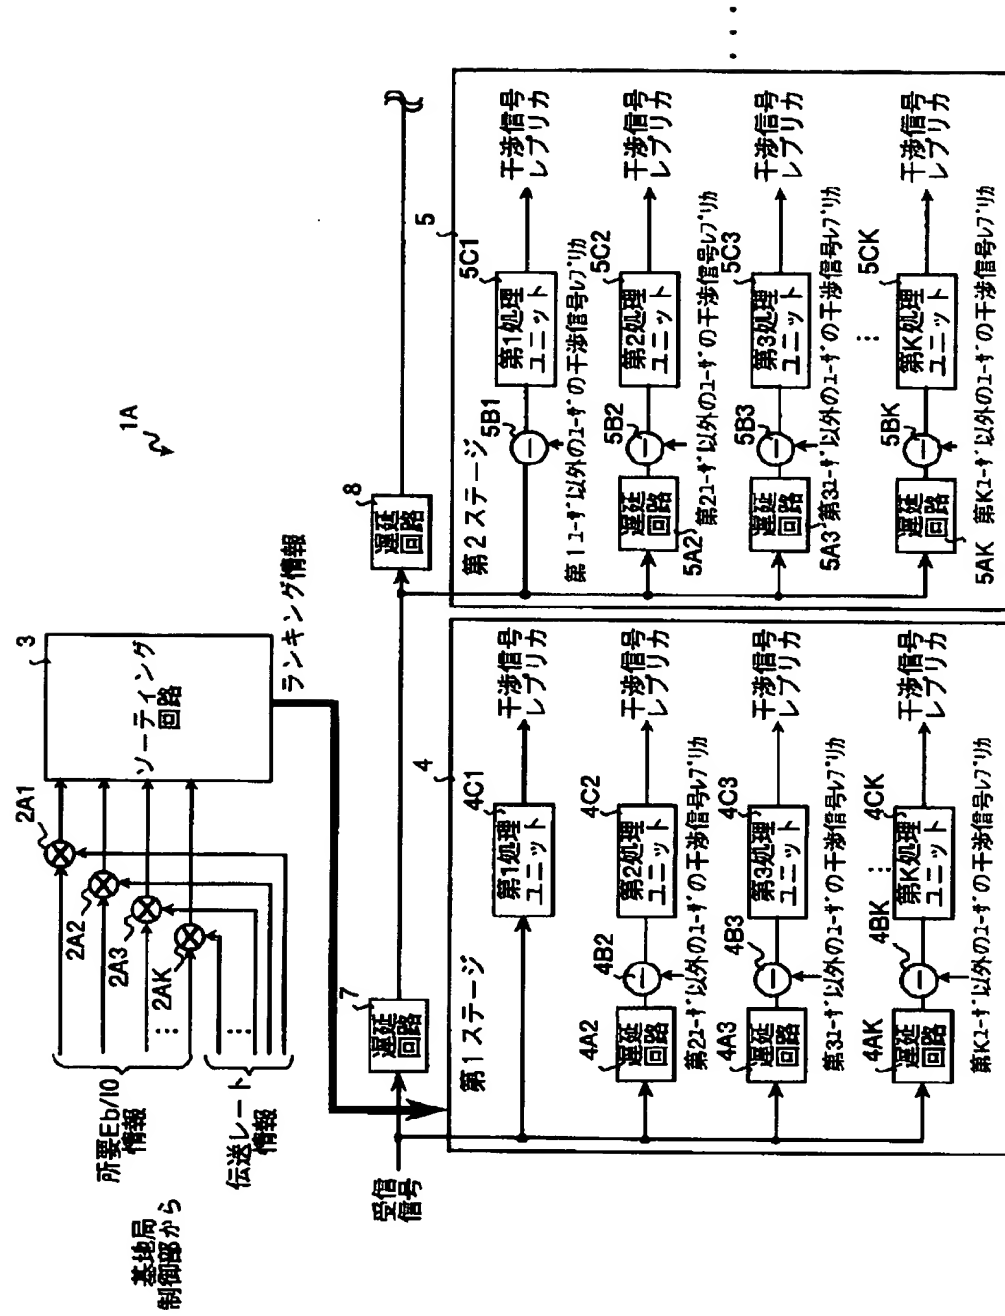 1A
基地局
制御部から
所要Eb/I0
情報
伝送レート
情報
2A1
2A2
2A3
2AK
⋮
⋮
3
ソーティング
回路
ランキング情報
受信
信号
7
遅延
回路
8
遅延
回路
4
第1ステージ
4C1
第1処理
ユニット
干渉信号
レプリカ
4A2
遅延
回路
4B2
4C2
第2処理
ユニット
干渉信号
レプリカ
第2ユーザ以外のユーザの干渉信号レプリカ
4A3
遅延
回路
4B3
4C3
第3処理
ユニット
干渉信号
レプリカ
第3ユーザ以外のユーザの干渉信号レプリカ
⋮
4AK
遅延
回路
4BK
4CK
第K処理
ユニット
干渉信号
レプリカ
第Kユーザ以外のユーザの干渉信号レプリカ
5
第2ステージ
5B1
5C1
第1処理
ユニット
干渉信号
レプリカ
第1ユーザ以外のユーザの干渉信号レプリカ
5A2
遅延
回路
5B2
5C2
第2処理
ユニット
干渉信号
レプリカ
第2ユーザ以外のユーザの干渉信号レプリカ
5A3
遅延
回路
5B3
5C3
第3処理
ユニット
干渉信号
レプリカ
第3ユーザ以外のユーザの干渉信号レプリカ
⋮
5AK
遅延
回路
5BK
5CK
第K処理
ユニット
干渉信号
レプリカ
第Kユーザ以外のユーザの干渉信号レプリカ
・・・